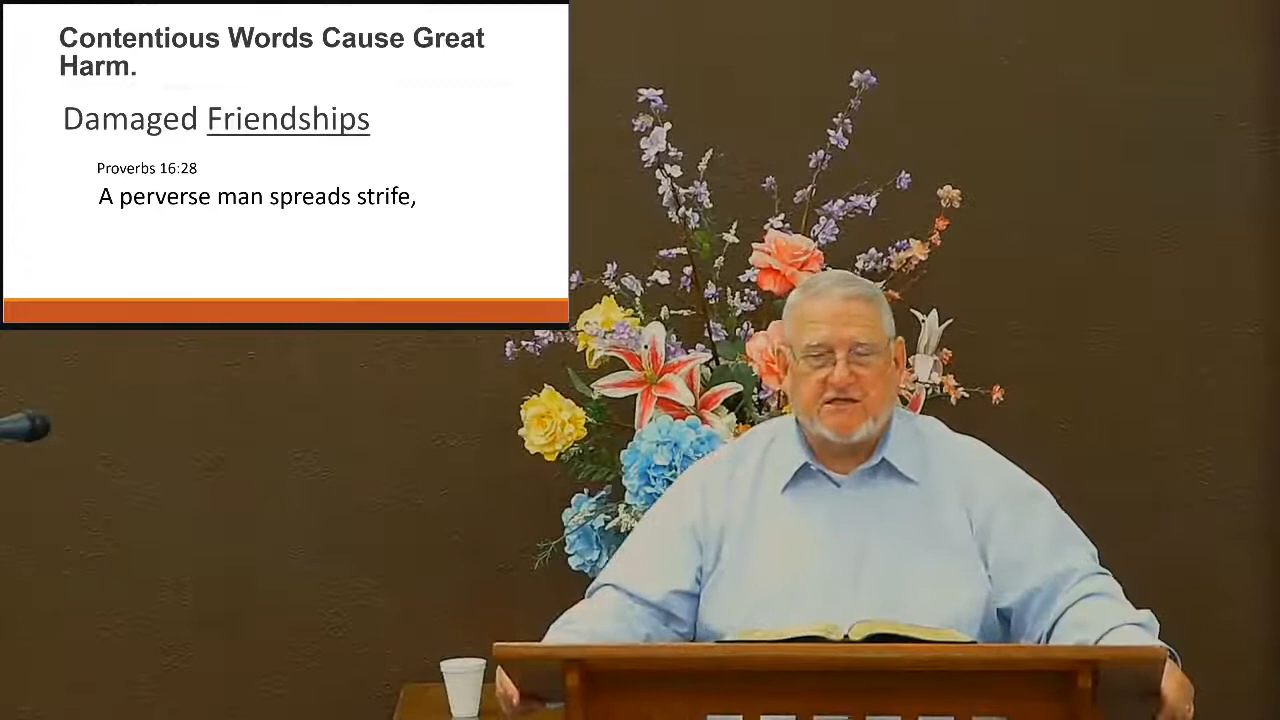 Contentious Words Cause Great
Harm.
Damaged Friendships
Proverbs 16:28
A perverse man spreads strife,